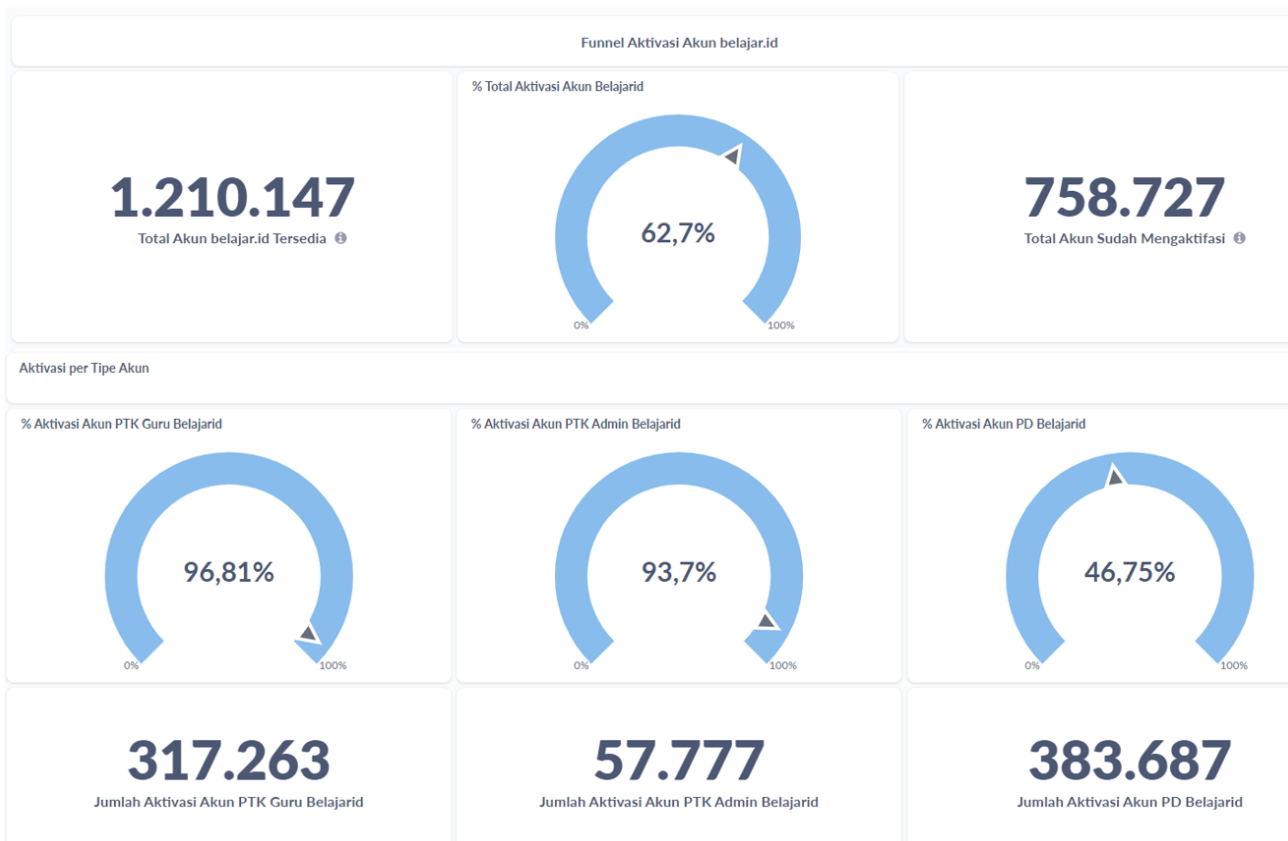 Funnel Aktivasi Akun belajar.id
1.210.147
Total Akun belajar.id Tersedia
% Total Aktivasi Akun Belajarid
62,7%
0%
100%
758.727
Total Akun Sudah Mengaktifasi
Aktivasi per Tipe Akun
% Aktivasi Akun PTK Guru Belajarid
96,81%
0%
100%
% Aktivasi Akun PTK Admin Belajarid
93,7%
0%
100%
% Aktivasi Akun PD Belajarid
46,75%
0%
100%
317.263
Jumlah Aktivasi Akun PTK Guru Belajarid
57.777
Jumlah Aktivasi Akun PTK Admin Belajarid
383.687
Jumlah Aktivasi Akun PD Belajarid